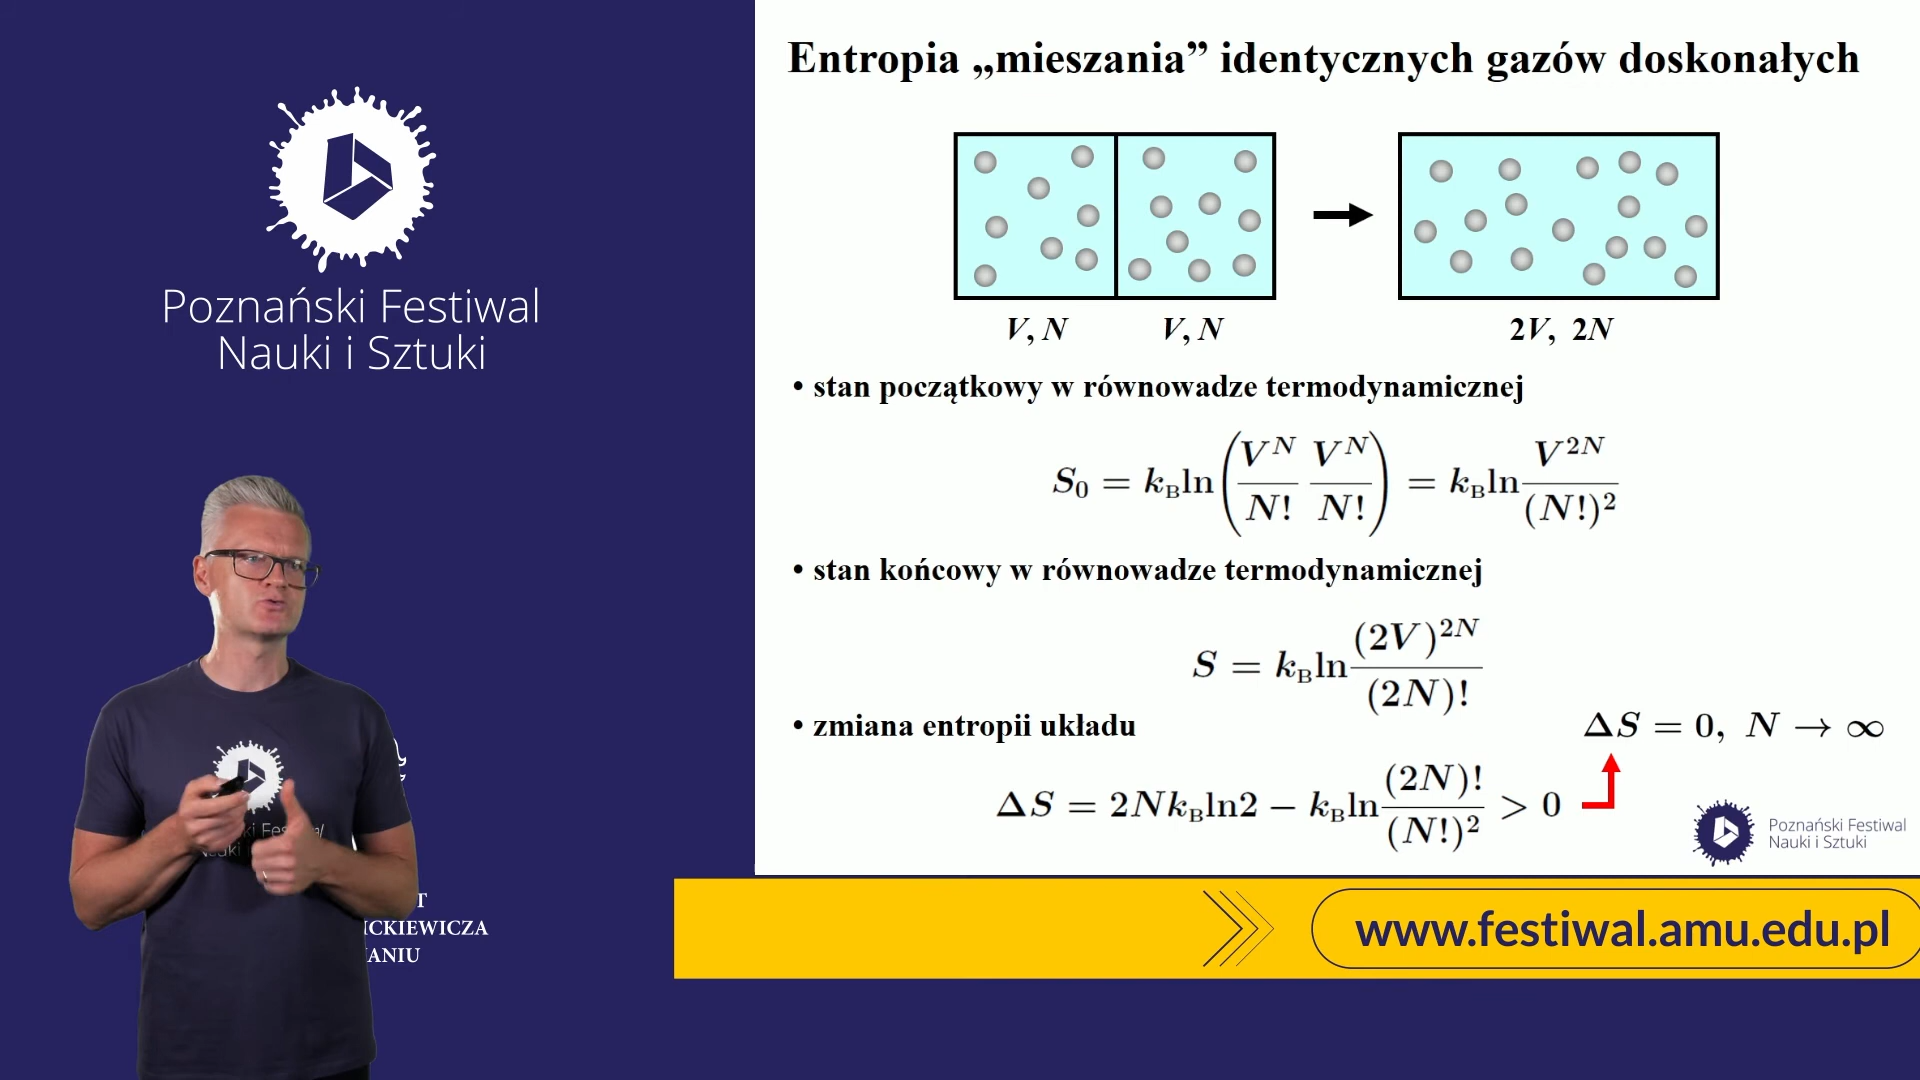 Poznański Festiwal
Nauki i Sztuki
Entropia „mieszania” identycznych gazów doskonałych
V, N
V, N
2V, 2N
• stan początkowy w równowadze termodynamicznej
S₀ = k_B ln(V^N/N! V^N/N!) = k_B ln V^{2N}/(N!)²
• stan końcowy w równowadze termodynamicznej
S = k_B ln (2V)^{2N}/(2N)!
• zmiana entropii układu
ΔS = 0, N → ∞
ΔS = 2Nk_B ln2 − k_B ln (2N)!/(N!)² > 0
Poznański Festiwal
Nauki i Sztuki
ICKIEWICZA
ANIU
www.festiwal.amu.edu.pl